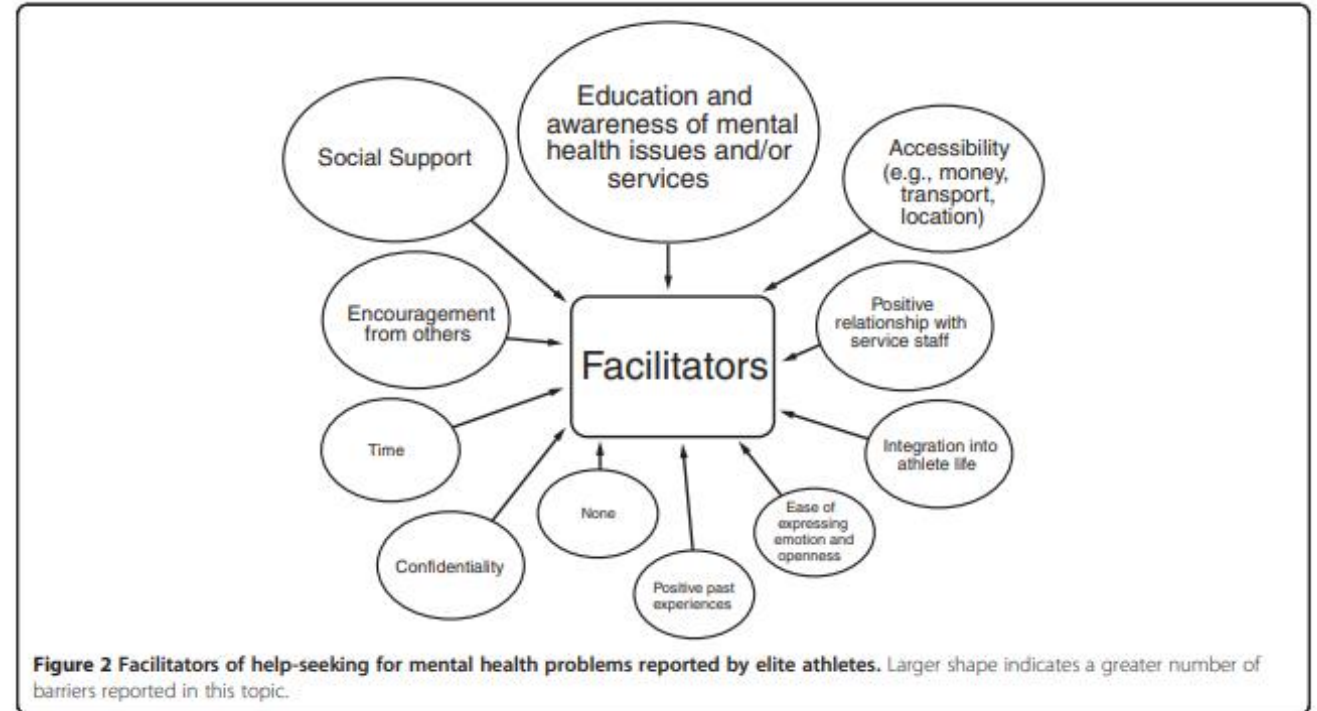 Education and
awareness of mental
health issues and/or
services
Social Support
Accessibility
(e.g., money,
transport,
location)
Encouragement
from others
Positive
relationship with
service staff
Facilitators
Time
Integration into
athlete life
None
Ease of
expressing
emotion and
openness
Confidentiality
Positive past
experiences
Figure 2 Facilitators of help-seeking for mental health problems reported by elite athletes. Larger shape indicates a greater number of
barriers reported in this topic.